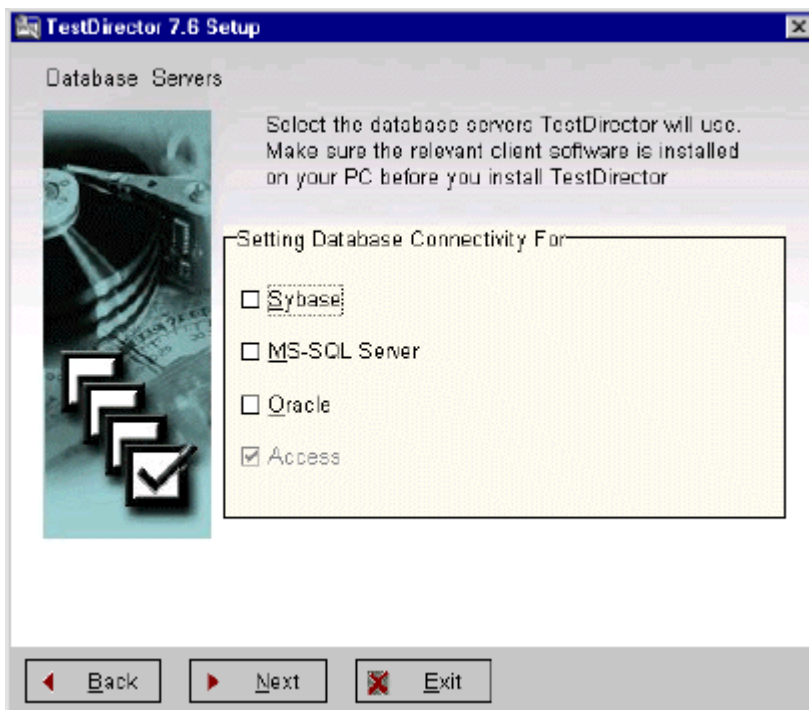 TestDirector 7.6 Setup
Database Servers
Select the database servers TestDirector will use.
Make sure the relevant client software is installed
on your PC before you install TestDirector
Setting Database Connectivity For
Sybase
MS-SQL Server
Oracle
Access
Back
Next
Exit